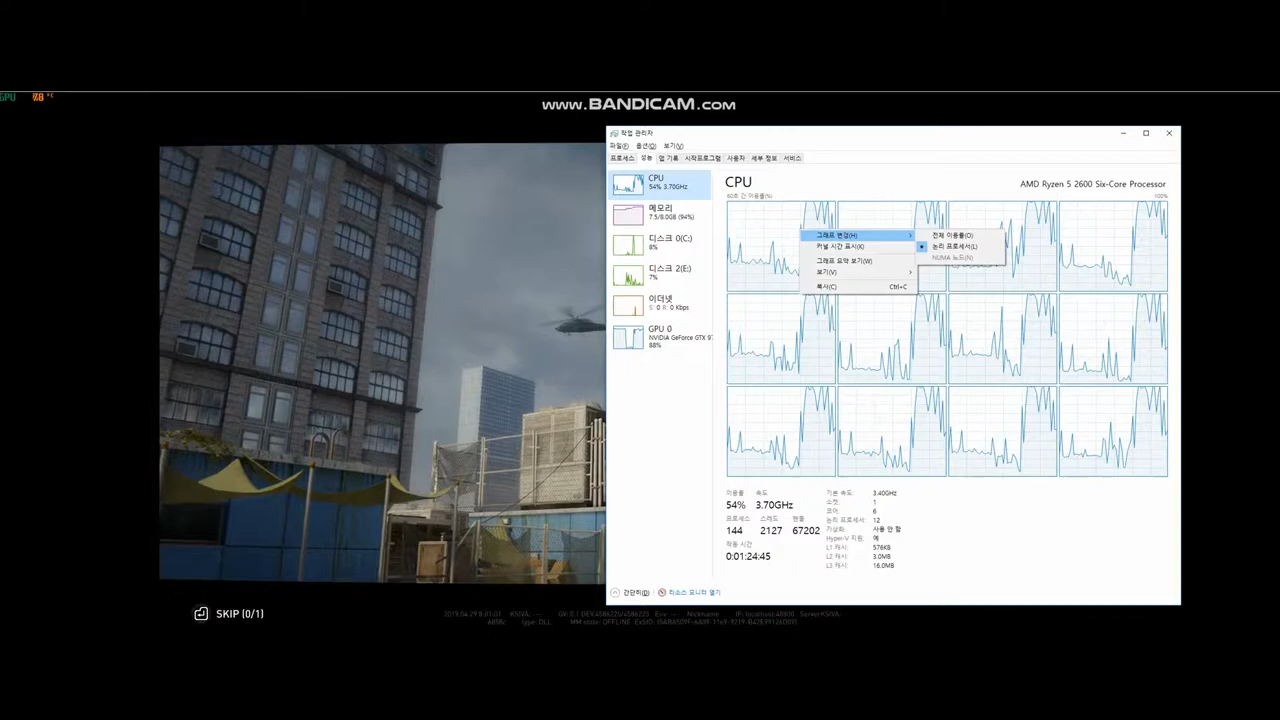 GPU 78 °C
www.BANDICAM.com
작업 관리자
파일(F) 옵션(O) 보기(V)
프로세스 성능 앱 기록 시작프로그램 사용자 세부 정보 서비스
CPU
54% 3.70GHz
메모리
7.5/8.0GB (94%)
디스크 0(C:)
8%
디스크 2(E:)
7%
이더넷
S: 0 R: 0 Kbps
GPU 0
NVIDIA GeForce GTX 97
88%
CPU
AMD Ryzen 5 2600 Six-Core Processor
60초 간 이용률(%)
100%
그래프 변경(H)
커널 시간 표시(K)
그래프 요약 보기(W)
보기(V)
복사(C) Ctrl+C
전체 이용률(O)
논리 프로세서(L)
NUMA 노드(N)
이용률 속도
54% 3.70GHz
프로세스 스레드 핸들
144 2127 67202
작동 시간
0:01:24:45
기본 속도: 3.40GHz
소켓: 1
코어: 6
논리 프로세서: 12
가상화: 사용 안 함
Hyper-V 지원: 예
L1 캐시: 576KB
L2 캐시: 3.0MB
L3 캐시: 16.0MB
간단히(D) 리소스 모니터 열기
SKIP [0/1]